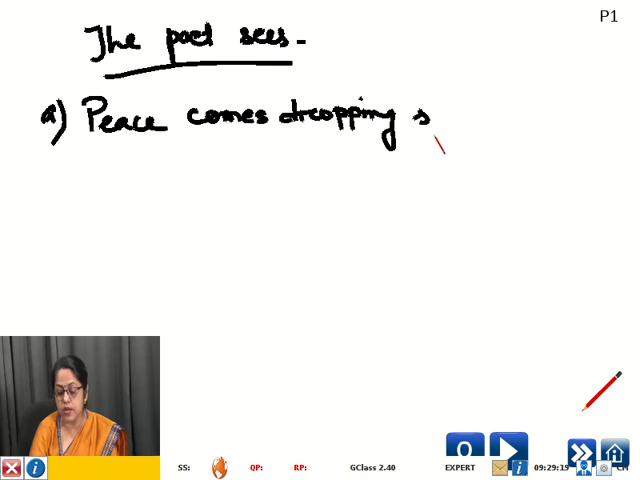 P1
The poet sees-
a) Peace comes dropping s
SS:
QP:
RP:
GClass 2.40
EXPERT
09:29:19